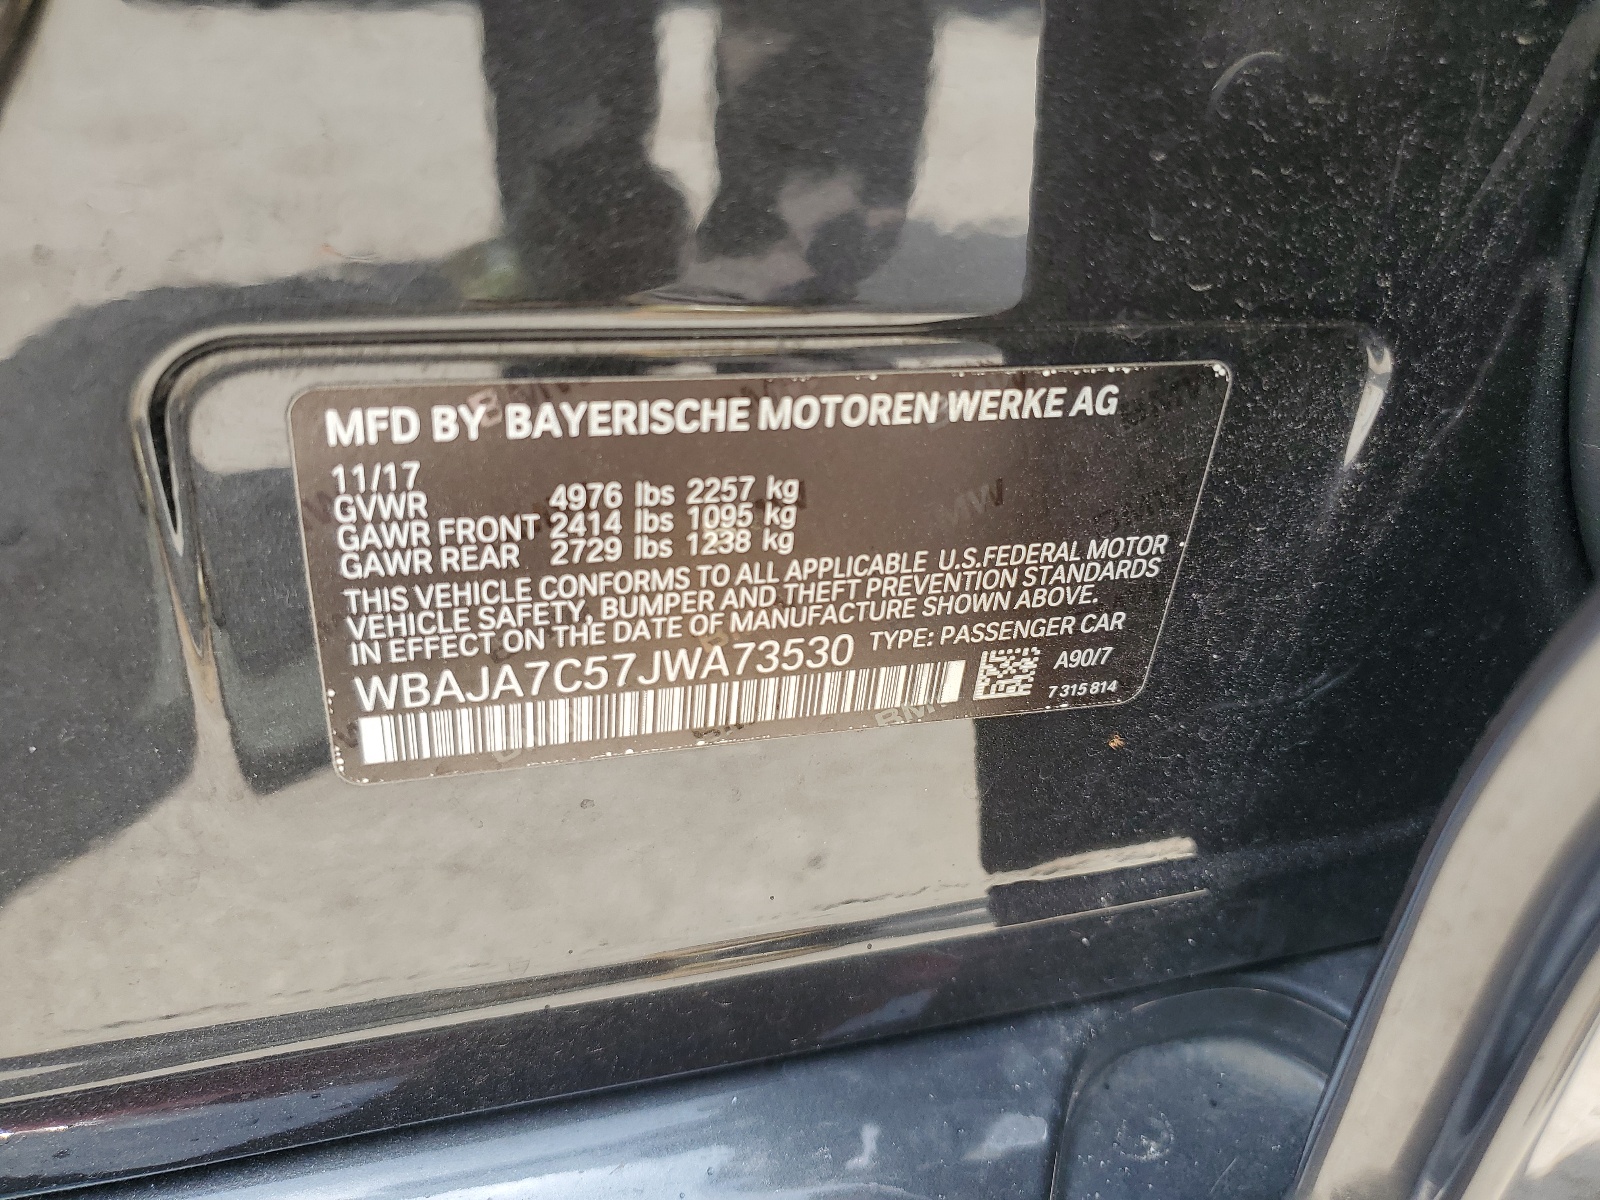 MFD BY BAYERISCHE MOTOREN WERKE AG
11/17
GVWR 4976 lbs 2257 kg
GAWR FRONT 2414 lbs 1095 kg
GAWR REAR 2729 lbs 1238 kg
THIS VEHICLE CONFORMS TO ALL APPLICABLE U.S.FEDERAL MOTOR
VEHICLE SAFETY, BUMPER AND THEFT PREVENTION STANDARDS
IN EFFECT ON THE DATE OF MANUFACTURE SHOWN ABOVE.
WBAJA7C57JWA73530 TYPE: PASSENGER CAR
A90/7
7 315 814